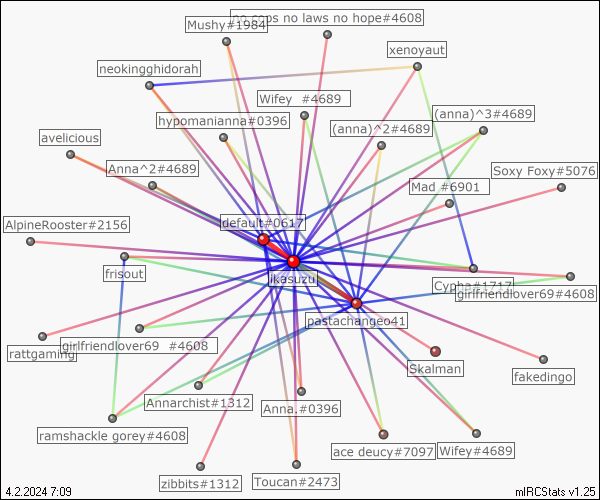 no cops no laws no hope#4608
Mushy#1984
xenoyaut
neokingghidorah
Wifey #4689
hypomanianna#0396
(anna)^3#4689
(anna)^2#4689
avelicious
Anna^2#4689
Soxy Foxy#5076
Mad #6901
AlpineRooster#2156
default#0617
frisout
ikasuzu
Cypha#1717
girlfriendlover69#4608
pastachangeo41
rattgaming
girlfriendlover69 #4608
Skalman
fakedingo
Annarchist#1312
Anna.#0396
ramshackle gorey#4608
ace deucy#7097
Wifey#4689
zibbits#1312
Toucan#2473
4.2.2024 7:09
mIRCStats v1.25